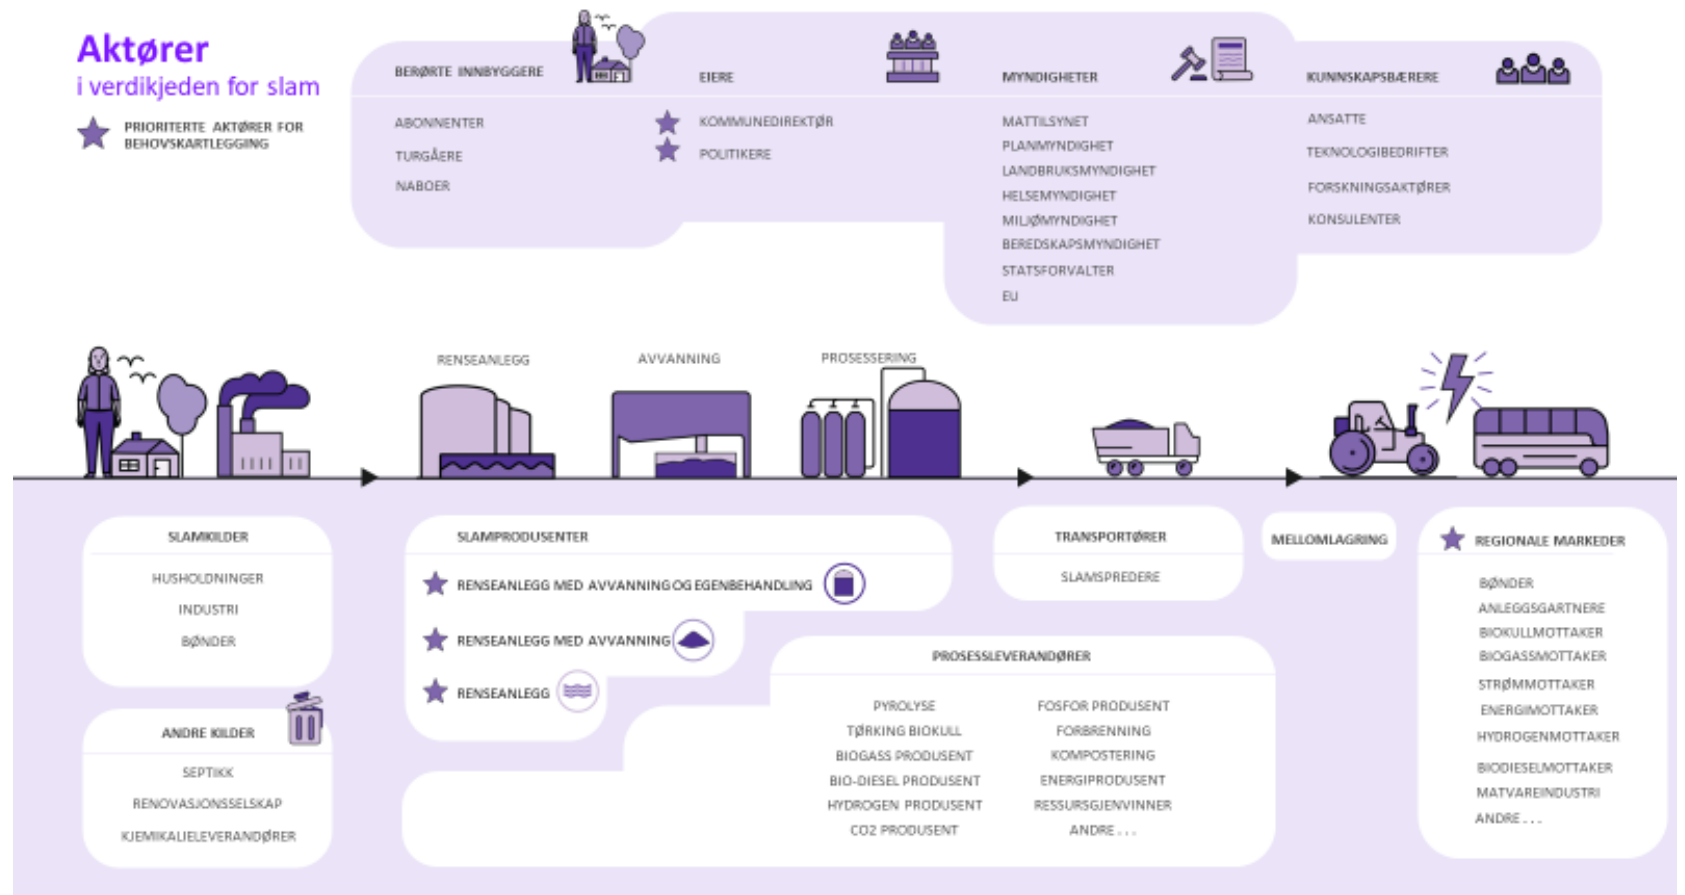 Aktører
i verdikjeden for slam
PRIORITERTE AKTØRER FOR
BEHOVSKARTLEGGING
BERØRTE INNBYGGERE
ABONNENTER
TURGÅERE
NABOER
EIERE
KOMMUNEDIREKTØR
POLITIKERE
MYNDIGHETER
MATTILSYNET
PLANMYNDIGHET
LANDBRUKSMYNDIGHET
HELSEMYNDIGHET
MILJØMYNDIGHET
BEREDSKAPSMYNDIGHET
STATSFORVALTER
EU
KUNNSKAPSBÆRERE
ANSATTE
TEKNOLOGIBEDRIFTER
FORSKNINGSAKTØRER
KONSULENTER
RENSEANLEGG
AVVANNING
PROSESSERING
SLAMKILDER
HUSHOLDNINGER
INDUSTRI
BØNDER
ANDRE KILDER
SEPTIKK
RENOVASJONSSELSKAP
KJEMIKALIELEVERANDØRER
SLAMPRODUSENTER
RENSEANLEGG MED AVVANNING OG EGENBEHANDLING
RENSEANLEGG MED AVVANNING
RENSEANLEGG
PROSESSLEVERANDØRER
PYROLYSE
TØRKING BIOKULL
BIOGASS PRODUSENT
BIO-DIESEL PRODUSENT
HYDROGEN PRODUSENT
CO2 PRODUSENT
FOSFOR PRODUSENT
FORBRENNING
KOMPOSTERING
ENERGIPRODUSENT
RESSURSGJENVINNER
ANDRE . . .
TRANSPORTØRER
SLAMSPREDERE
MELLOMLAGRING
REGIONALE MARKEDER
BØNDER
ANLEGGSGARTNERE
BIOKULLMOTTAKER
BIOGASSMOTTAKER
STRØMMOTTAKER
ENERGIMOTTAKER
HYDROGENMOTTAKER
BIODIESELMOTTAKER
MATVAREINDUSTRI
ANDRE . . .